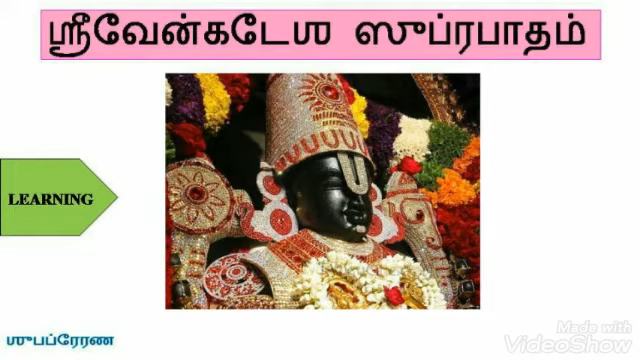 ஸ்ரீவேன்கடேஶ ஸுப்ரபாதம்
LEARNING
ஶுபப்ரேரண
Made with
VideoShow